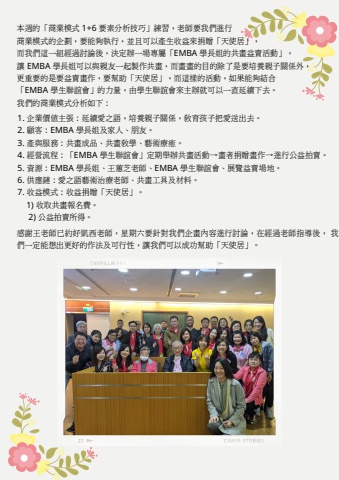 本週的「商業模式 1+6 要素分析技巧」練習，老師要我們進行
商業模式的企劃，要能夠執行，並且可以產生收益來捐贈「天使居」，
而我們這一組經過討論後，決定辦一場專屬「EMBA 學長姐的共畫益賣活動」，
讓 EMBA 學長姐可以與親友一起製作共畫，而畫畫的目的除了是要培養親子關係外，
更重要的是要益賣畫作，要幫助「天使居」，而這樣的活動，如果能夠結合
「EMBA 學生聯誼會」的力量，由學生聯誼會來主辦就可以一直延續下去。
我們的商業模式分析如下：
1. 企業價值主張：延續愛之語，培養親子關係，教育孩子把愛送出去。
2. 顧客：EMBA 學長姐及家人、朋友。
3. 產與服務：共畫成品、共畫教學、藝術療癒。
4. 經營流程：「EMBA 學生聯誼會」定期舉辦共畫活動→畫者捐贈畫作→進行公益拍賣。
5. 資源：EMBA 學長姐、王蕙芝老師、EMBA 學生聯誼會、展覽益賣場地。
6. 供應鏈：愛之語藝術治療老師、共畫工具及材料。
7. 收益模式：收益捐贈「天使居」。
1) 收取共畫報名費。
2) 公益拍賣所得。
感謝王老師已約好凱西老師，星期六要針對我們企畫內容進行討論，在經過老師指導後， 我
們一定能想出更好的作法及可行性，讓我們可以成功幫助「天使居」。
22
CANVA STORIES